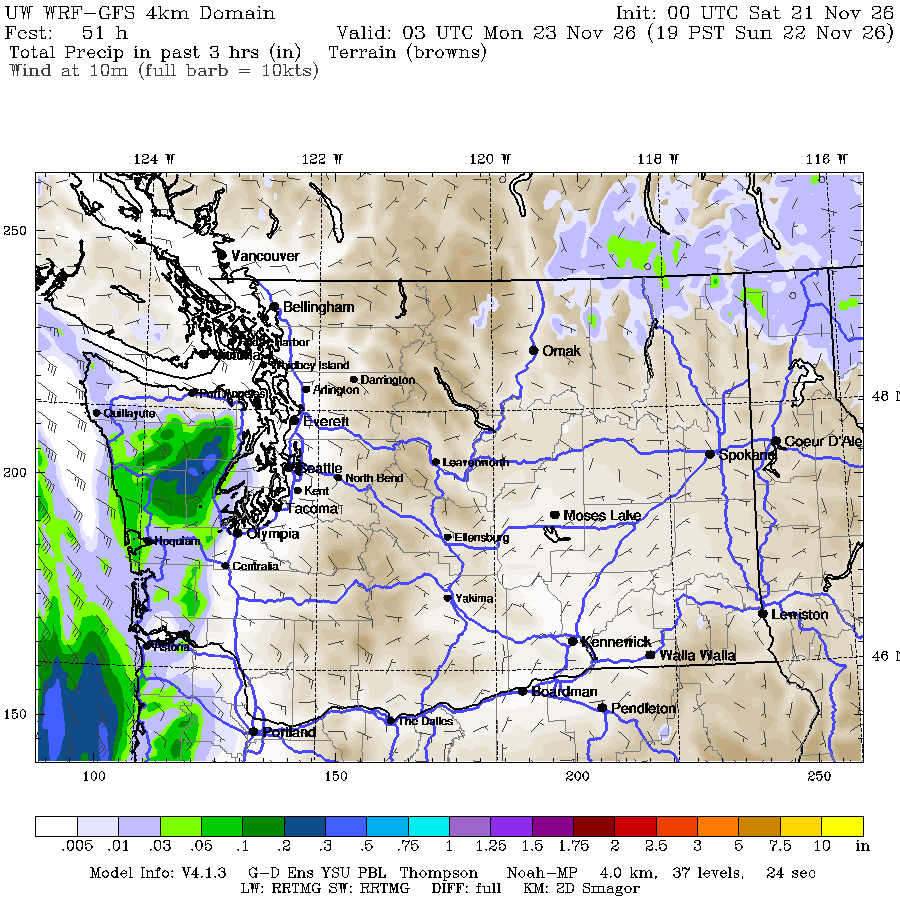 UW WRF-GFS 4km Domain Init: 00 UTC Sat 21 Nov 26
Fcst: 51 h Valid: 03 UTC Mon 23 Nov 26 (19 PST Sun 22 Nov 26)
Total Precip in past 3 hrs (in) Terrain (browns)
Wind at 10m (full barb = 10kts)
124 W 122 W 120 W 118 W 116 W
250
Vancouver
Bellingham
Omak
Whidbey Island
Darrington
Arlington
Port Angeles
48 N
Quillayute
Everett
Coeur D'Ale
Spokane
Leavenworth
200
Seattle
North Bend
Kent
Tacoma
Moses Lake
Olympia
Hoquiam
Ellensburg
Centralia
Yakima
Lewiston
Kennewick
Astoria
Walla Walla
46 N
Boardman
Pendleton
150
The Dalles
Portland
100 150 200 250
.005 .01 .03 .05 .1 .2 .3 .5 .75 1 1.25 1.5 1.75 2 2.5 3 5 7.5 10 in
Model Info: V4.1.3 G-D Ens YSU PBL Thompson Noah-MP 4.0 km, 37 levels, 24 sec
LW: RRTMG SW: RRTMG DIFF: full KM: 2D Smagor